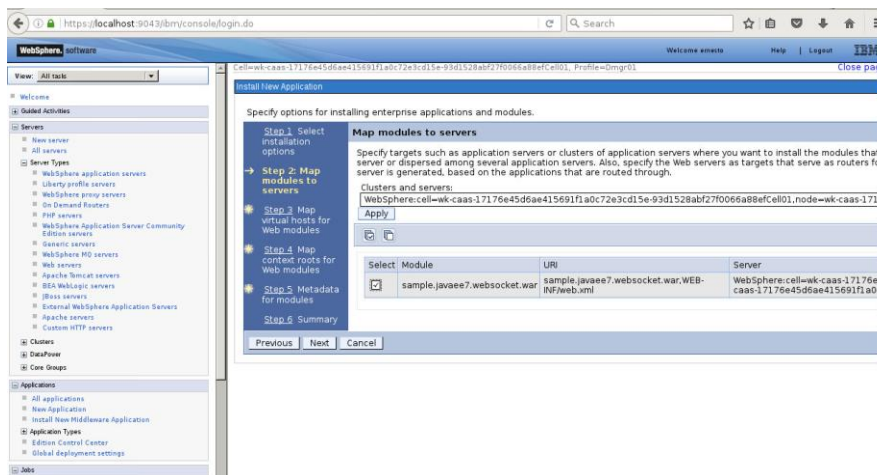 https://localhost:9043/ibm/console/login.do
Search
WebSphere. software
Welcome
Help | Logout
IBM
View: All tasks
Cell=wk-caas-17176e45d6ae415691f1a0c72e3cd15e-93d1528abf27f0066a88efCell01, Profile=Dmgr01
Close pa
Welcome
Guided Activities
Servers
New server
All servers
Server Types
WebSphere application servers
Liberty profile servers
WebSphere proxy servers
On Demand Routers
PHP servers
WebSphere Application Server Community
Edition servers
Generic servers
WebSphere MQ servers
Web servers
Apache Tomcat servers
BEA WebLogic servers
JBoss servers
External WebSphere Application Servers
Apache servers
Custom HTTP servers
Clusters
DataPower
Core Groups
Applications
All applications
New Application
Install New Middleware Application
Application Types
Edition Control Center
Global deployment settings
Jobs
Install New Application
Specify options for installing enterprise applications and modules.
Step 1 Select
installation
options
Step 2: Map
modules to
servers
Step 3 Map
virtual hosts for
Web modules
Step 4 Map
context roots for
Web modules
Step 5 Metadata
for modules
Step 6 Summary
Map modules to servers
Specify targets such as application servers or clusters of application servers where you want to install the modules tha
server or dispersed among several application servers. Also, specify the Web servers as targets that serve as routers fo
server is generated, based on the applications that are routed through.
Clusters and servers:
WebSphere:cell=wk-caas-17176e45d6ae415691f1a0c72e3cd15e-93d1528abf27f0066a88efCell01,node=wk-caas-171
Apply
Select Module URI Server
sample.javaee7.websocket.war
sample.javaee7.websocket.war,WEB-
INF/web.xml
WebSphere:cell=wk-caas-17176e
caas-17176e45d6ae415691f1a0
Previous Next Cancel